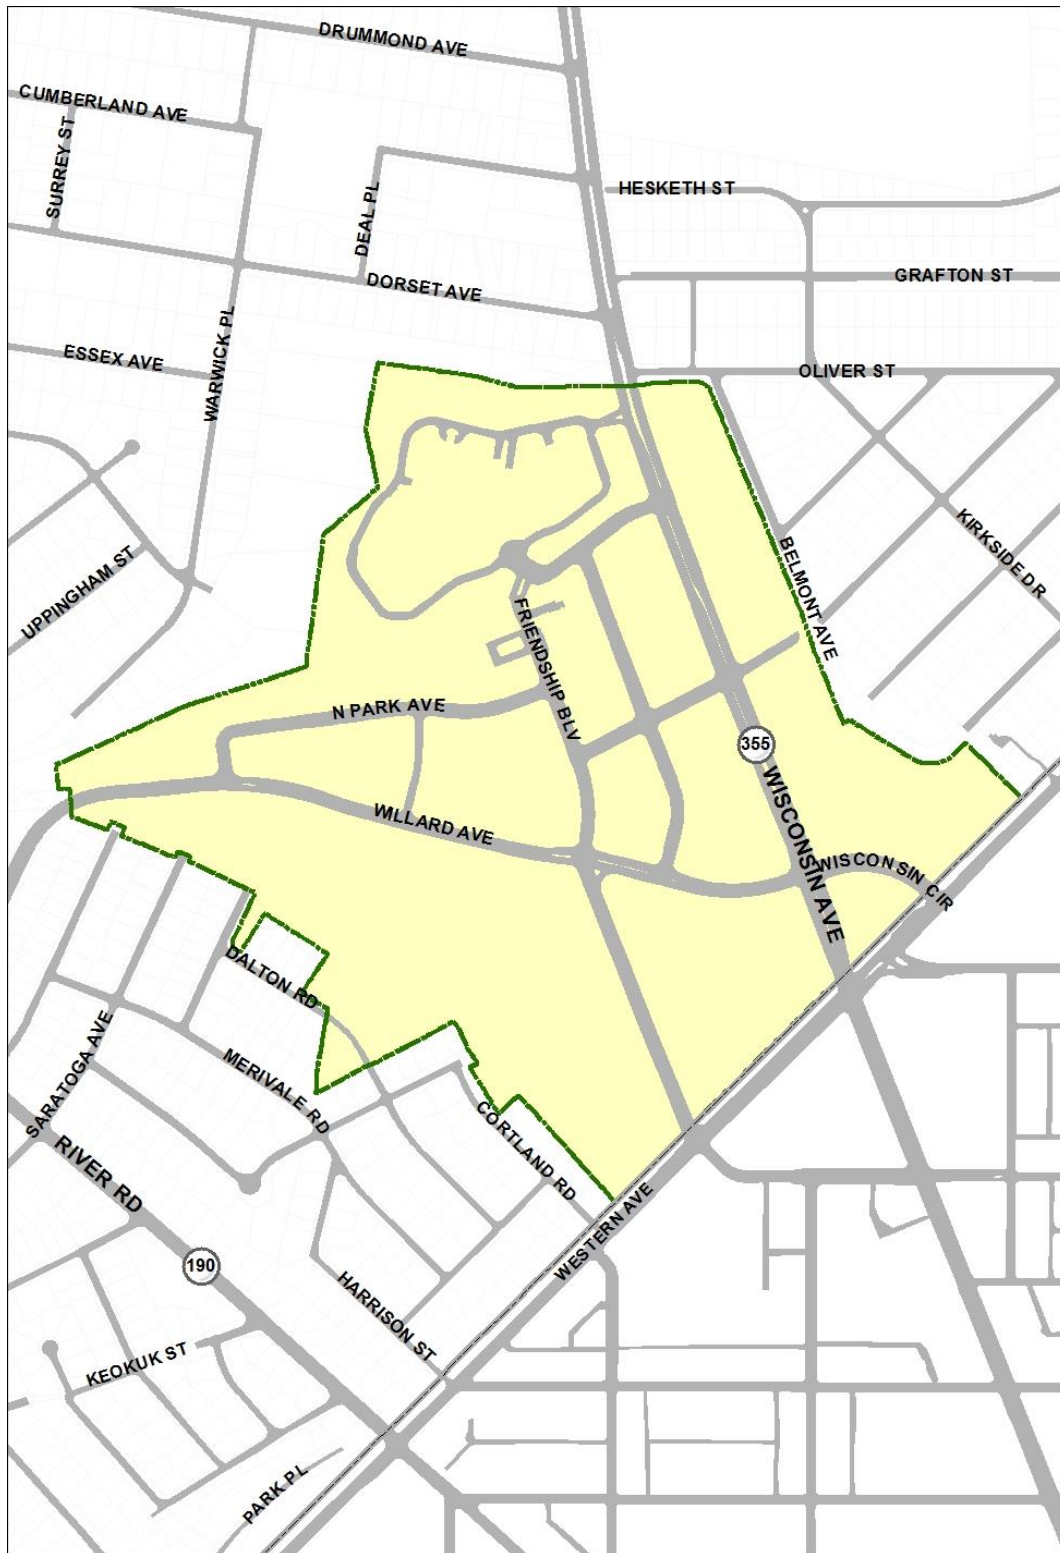 DRUMMOND AVE
CUMBERLAND AVE
SURREY ST
DEAL PL
HESKETH ST
GRAFTON ST
DORSET AVE
ESSEX AVE
WARWICK PL
OLIVER ST
KIRKSIDE DR
BELMONT AVE
UPPINGHAM ST
FRIENDSHIP BLV
N PARK AVE
355
WISCONSIN AVE
WILLARD AVE
WISCONSIN CIR
DALTON RD
SARATOGA AVE
MERIVALE RD
CORTLAND RD
RIVER RD
WESTERN AVE
190
HARRISON ST
KEOKUK ST
PARK PL